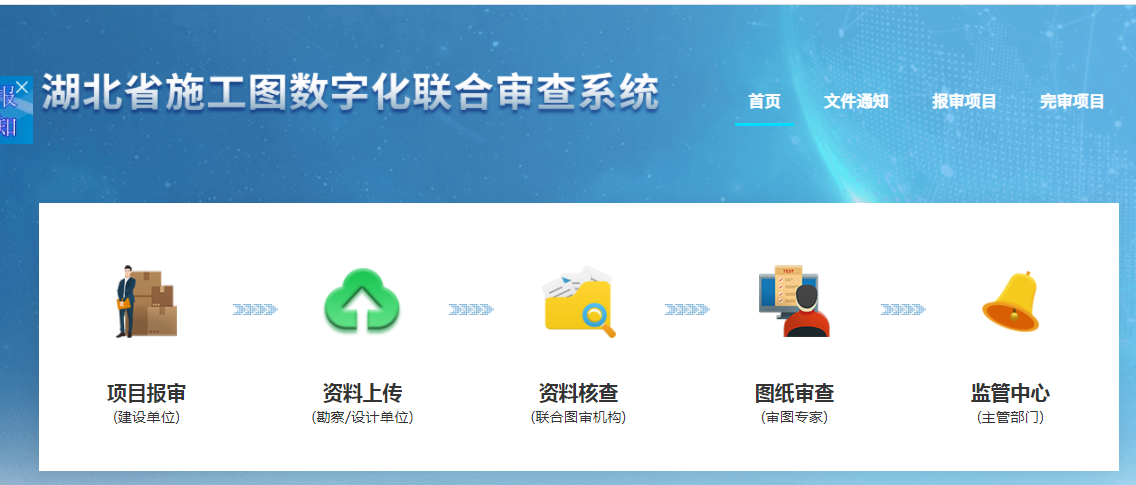 湖北省施工图数字化联合审查系统
报
知
首页
文件通知
报审项目
完审项目
TEST
项目报审
(建设单位)
资料上传
(勘察/设计单位)
资料核查
(联合图审机构)
图纸审查
(审图专家)
监管中心
(主管部门)